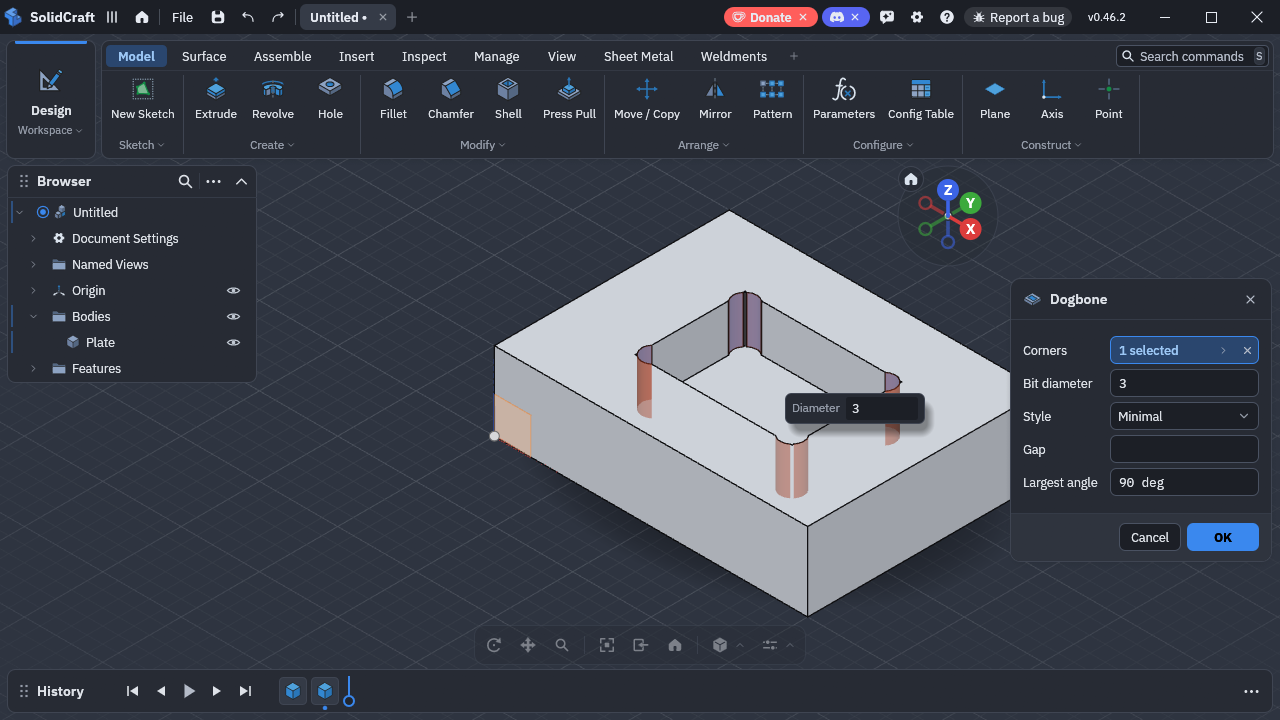 SolidCraft
File
Untitled •
Donate
Report a bug
v0.46.2
Design
Workspace
Model
Surface
Assemble
Insert
Inspect
Manage
View
Sheet Metal
Weldments
Search commands
S
New Sketch
Extrude
Revolve
Hole
Fillet
Chamfer
Shell
Press Pull
Move / Copy
Mirror
Pattern
Parameters
Config Table
Plane
Axis
Point
Sketch
Create
Modify
Arrange
Configure
Construct
Browser
Untitled
Document Settings
Named Views
Origin
Bodies
Plate
Features
Z
Y
X
Diameter
3
Dogbone
Corners
1 selected
Bit diameter
3
Style
Minimal
Gap
Largest angle
90 deg
Cancel
OK
History